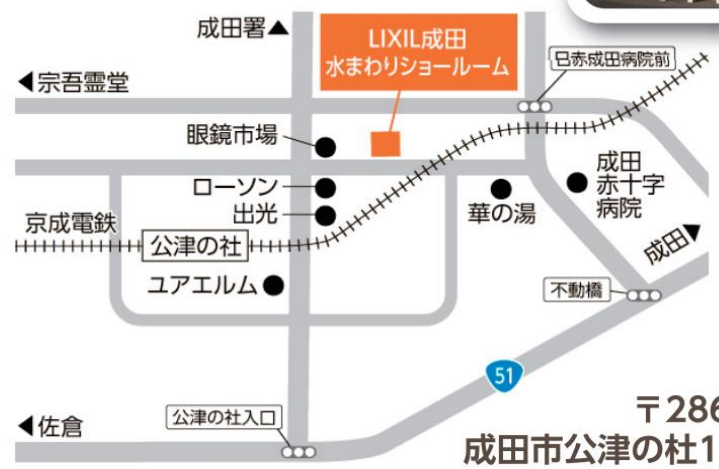 成田署▲
LIXIL成田
水まわりショールーム
巳赤成田病院前
◀宗吾霊堂
眼鏡市場
ローソン
出光
成田
赤十字
病院
華の湯
京成電鉄
公津の社
成田▶
ユアエルム
不動橋
51
◀佐倉
公津の社入口
〒286
成田市公津の杜1